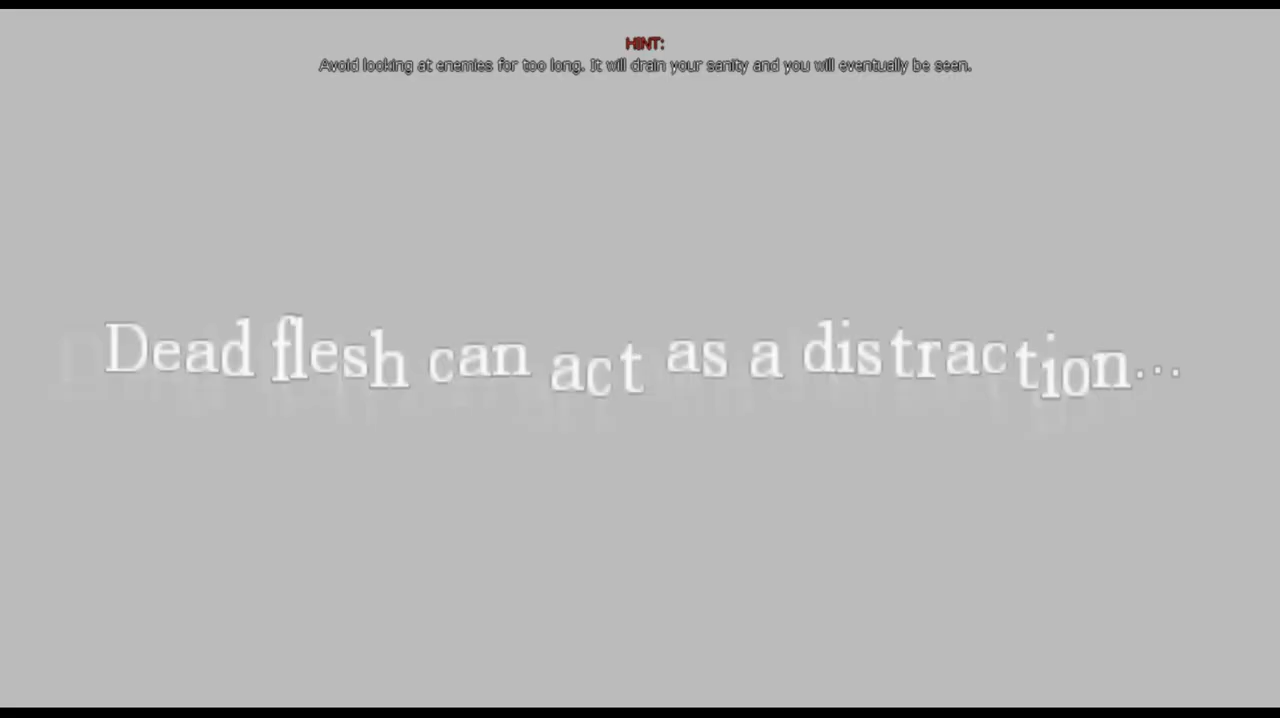 HINT:
Avoid looking at enemies for too long. It will drain your sanity and you will eventually be seen.
Dead flesh can act as a distraction...